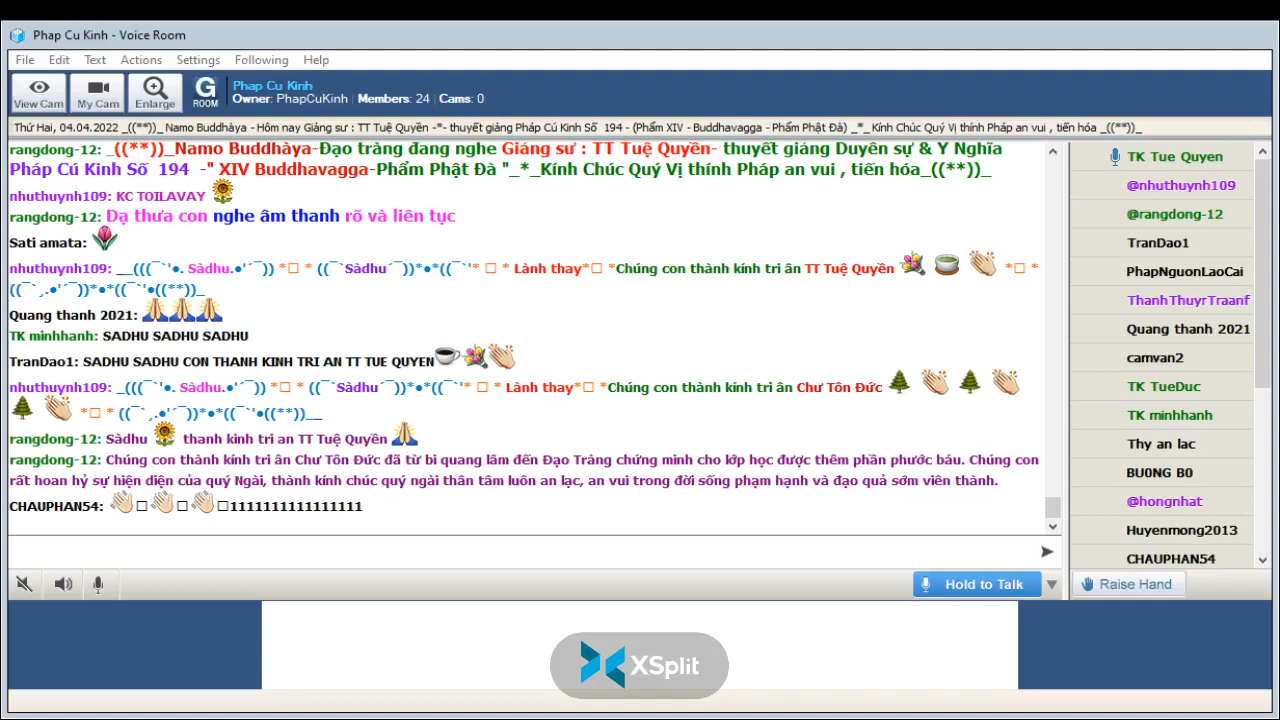 Phap Cu Kinh - Voice Room
File Edit Text Actions Settings Following Help
View Cam My Cam Enlarge G ROOM
Phap Cu Kinh
Owner: PhapCuKinh | Members: 24 | Cams: 0
Thứ Hai, 04.04.2022 _((**))_ Namo Buddhàya - Hôm nay Giảng sư : TT Tuệ Quyền -*- thuyết giảng Pháp Cú Kinh Số 194 - (Phẩm XIV - Buddhavagga - Phẩm Phật Đà) _*_ Kính Chúc Quý Vị thính Pháp an vui , tiến hóa _((**))_
rangdong-12: _((**))_Namo Buddhàya-Đạo tràng đang nghe Giảng sư : TT Tuệ Quyền- thuyết giảng Duyên sự & Ý Nghĩa
Pháp Cú Kinh Số 194 -" XIV Buddhavagga-Phẩm Phật Đà "_*_Kính Chúc Quý Vị thính Pháp an vui , tiến hóa_((**))_
nhuthuynh109: KC TOILAVAY 🌻
rangdong-12: Dạ thưa con nghe âm thanh rõ và liên tục
Sati amata: 🌷
nhuthuynh109: __(((¯`'•. Sàdhu.•'´¯)) *□ * ((¯`Sàdhu´¯))*•*((¯`'* □ * Lành thay*□ *Chúng con thành kính tri ân TT Tuệ Quyền 💐 🍵 👏 *□ *
((¯`¸.•'´¯))*•*((¯`'•((**))_
Quang thanh 2021: 🙏🙏🙏
TK minhhanh: SADHU SADHU SADHU
TranDao1: SADHU SADHU CON THANH KINH TRI AN TT TUE QUYEN☕💐👏
nhuthuynh109: _(((¯`'•. Sàdhu.•'´¯)) *□ * ((¯`Sàdhu´¯))*•*((¯`'* □ * Lành thay*□ *Chúng con thành kính tri ân Chư Tôn Đức 🌲 👏 🌲 👏
🌲 👏 *□ * ((¯`¸.•'´¯))*•*((¯`'•((**))__
rangdong-12: Sàdhu 🌻 thanh kinh tri an TT Tuệ Quyền 🙏
rangdong-12: Chúng con thành kính tri ân Chư Tôn Đức đã từ bi quang lâm đến Đạo Tràng chứng minh cho lớp học được thêm phần phước báu. Chúng con
rất hoan hỷ sự hiện diện của quý Ngài, thành kính chúc quý ngài thân tâm luôn an lạc, an vui trong đời sống phạm hạnh và đạo quả sớm viên thành.
CHAUPHAN54: 👏□👏□👏□1111111111111111
TK Tue Quyen
@nhuthuynh109
@rangdong-12
TranDao1
PhapNguonLaoCai
ThanhThuyrTraanf
Quang thanh 2021
camvan2
TK TueDuc
TK minhhanh
Thy an lac
BU0NG B0
@hongnhat
Huyenmong2013
CHAUPHAN54
Hold to Talk
Raise Hand
XSplit